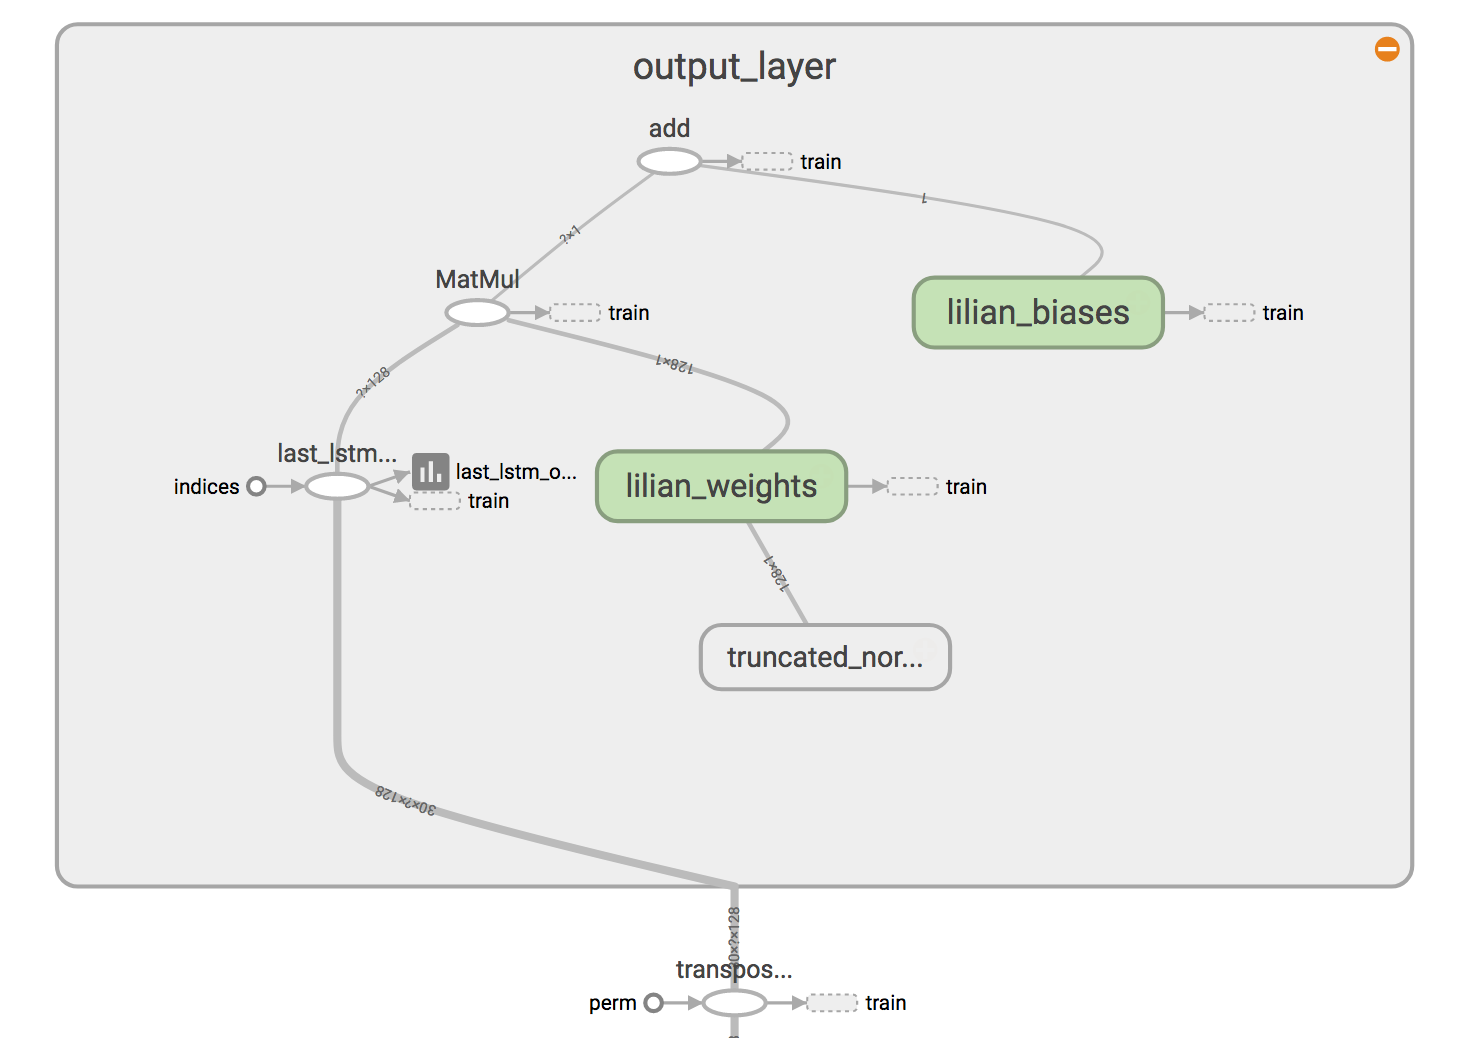 output_layer
add
train
1
?×1
MatMul
train
lilian_biases
train
128×1
?×128
last_lstm...
indices
last_lstm_o...
train
lilian_weights
train
128×1
truncated_nor...
30×?×128
30×?×128
transpos...
perm
train